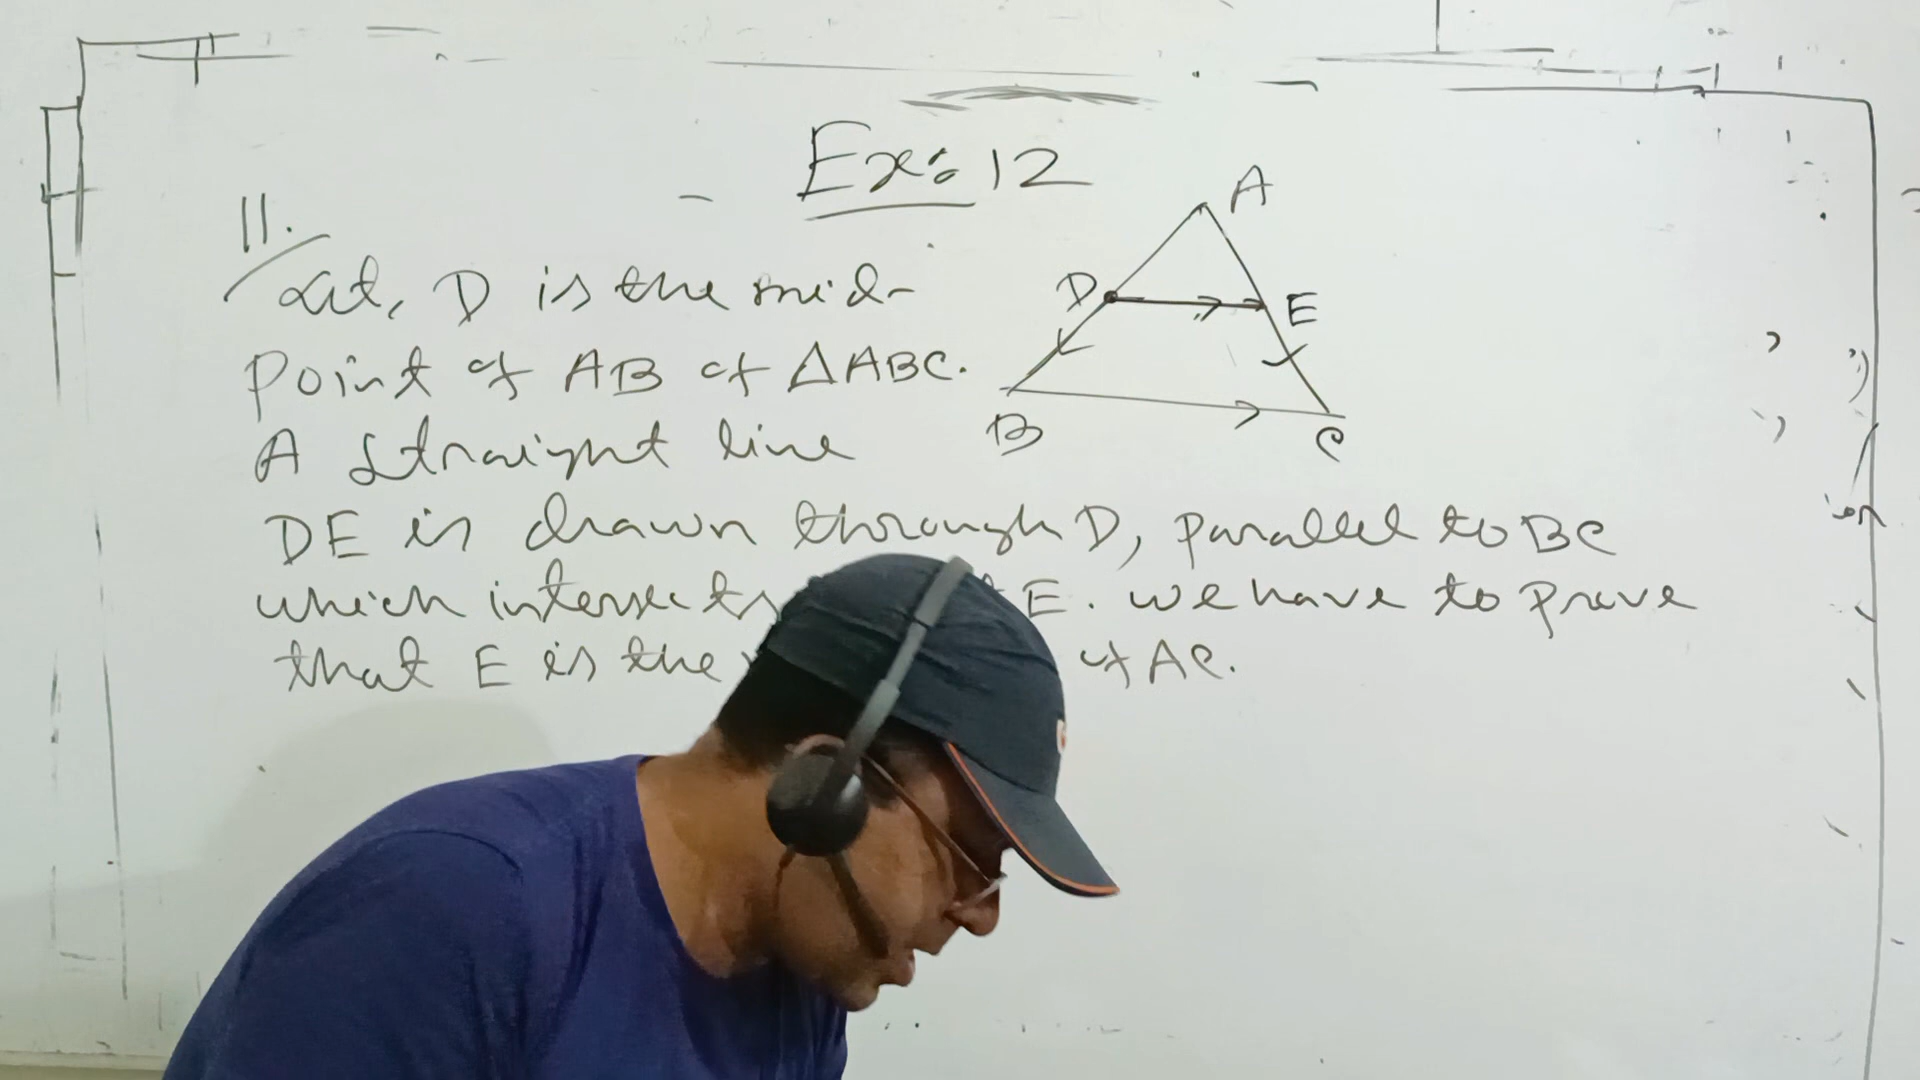 Ex: 12
11.
Let, D is the mid-
point of AB of △ABC.
A straight line
DE is drawn through D, parallel to BC
which intersects E. we have to prove
that E is the of AC.
A
D
E
B
C